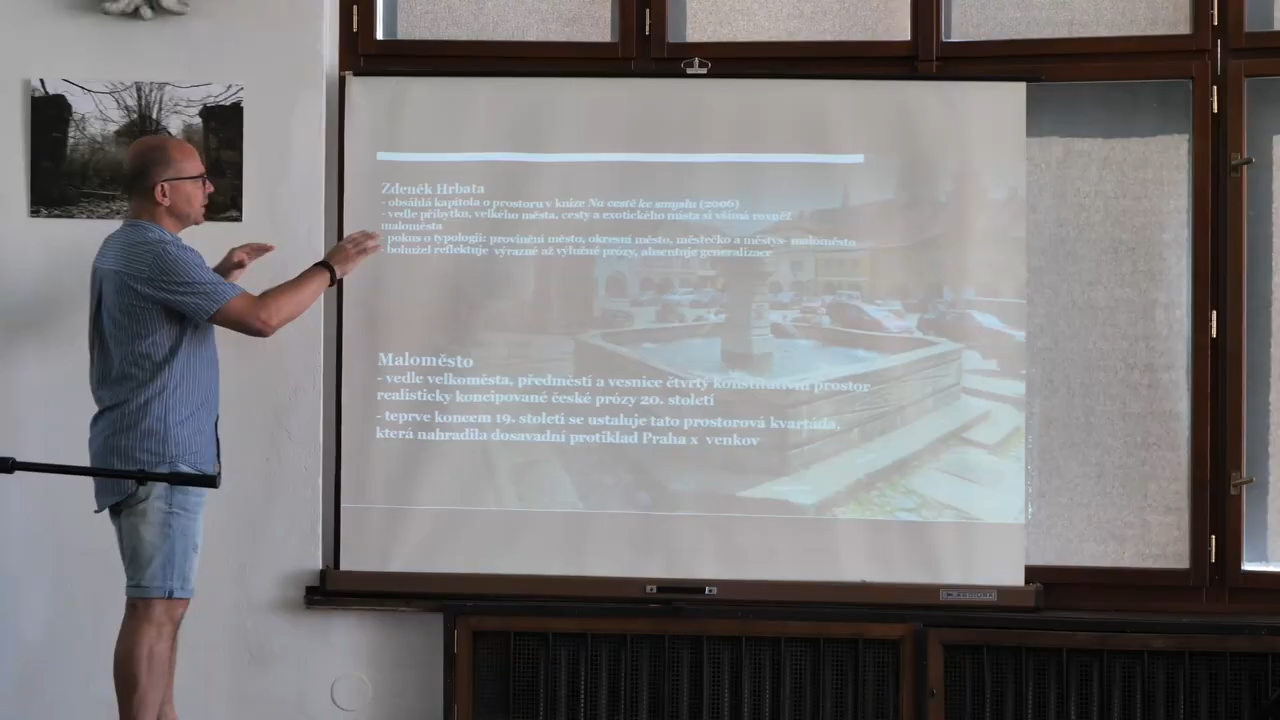 Zdeněk Hrbata
- obsáhlá kapitola o prostoru v knize Na cestě ke smyslu (2006)
- vedle příbytku, velkého města, cesty a exotického místa si všímá rovněž
maloměsta
- pokus o typologii: provinční město, okresní město, městečko a městys- maloměsto
- bohužel reflektuje výrazné až výlučné prózy, absentuje generalizace
Maloměsto
- vedle velkoměsta, předměstí a vesnice čtvrtý konstitutivní prostor
realisticky koncipované české prózy 20. století
- teprve koncem 19. století se ustaluje tato prostorová kvartáda,
která nahradila dosavadní protiklad Praha x venkov